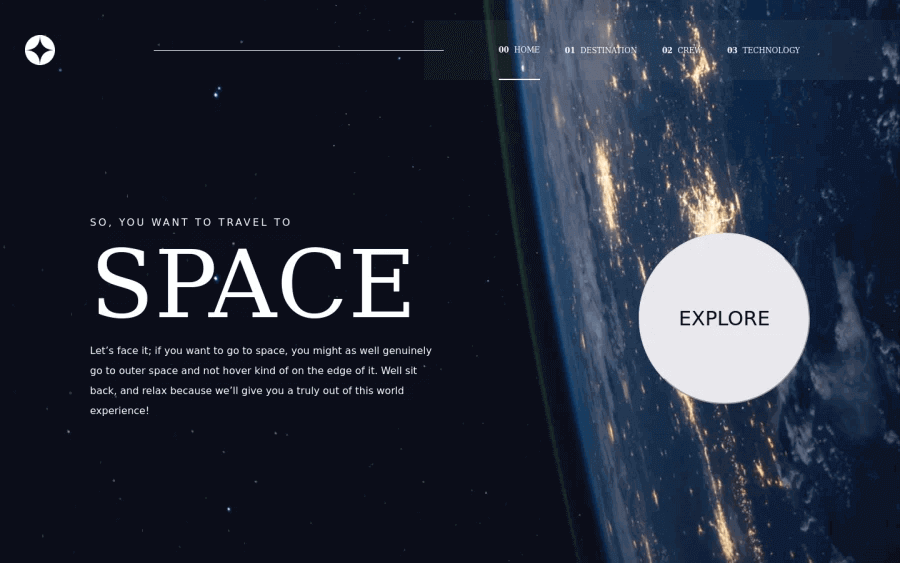 00 HOME 01 DESTINATION 02 CREW 03 TECHNOLOGY
SO, YOU WANT TO TRAVEL TO
SPACE
Let’s face it; if you want to go to space, you might as well genuinely
go to outer space and not hover kind of on the edge of it. Well sit
back, and relax because we’ll give you a truly out of this world
experience!
EXPLORE